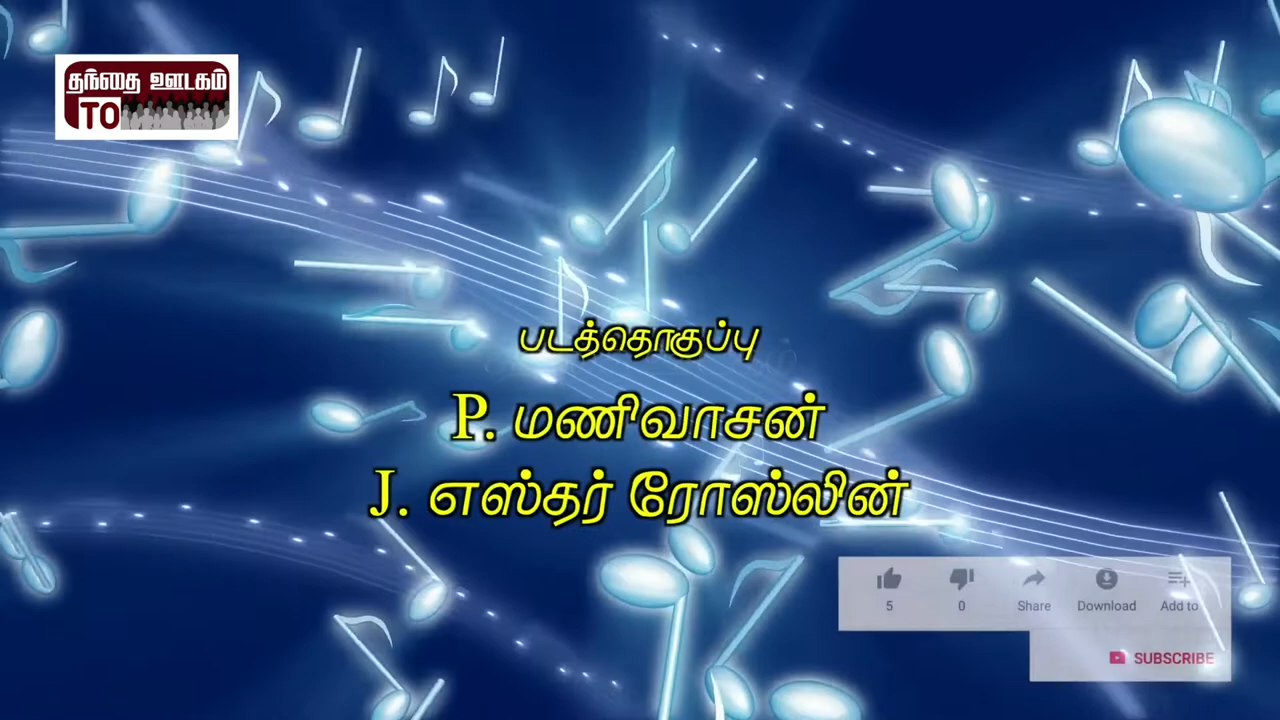 தந்தை ஊடகம்
TO
படத்தொகுப்பு
P. மணிவாசன்
J. எஸ்தர் ரோஸ்லின்
5 0 Share Download Add to
SUBSCRIBE